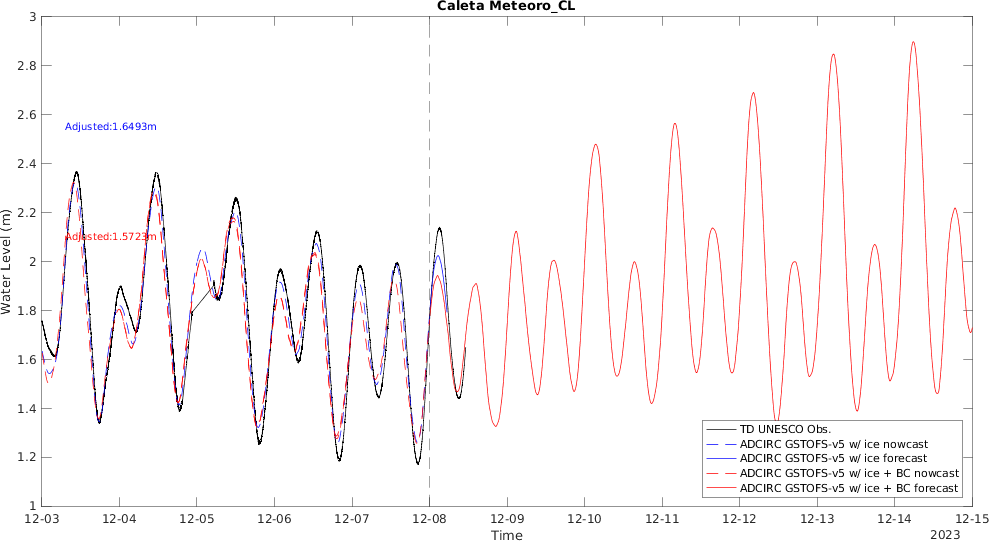 Caleta Meteoro_CL
3
2.8
2.6
2.4
2.2
2
1.8
1.6
1.4
1.2
1
Water Level (m)
Adjusted:1.6493m
Adjusted:1.5723m
TD UNESCO Obs.
ADCIRC GSTOFS-v5 w/ ice nowcast
ADCIRC GSTOFS-v5 w/ ice forecast
ADCIRC GSTOFS-v5 w/ ice + BC nowcast
ADCIRC GSTOFS-v5 w/ ice + BC forecast
12-03 12-04 12-05 12-06 12-07 12-08 12-09 12-10 12-11 12-12 12-13 12-14 12-15
Time
2023